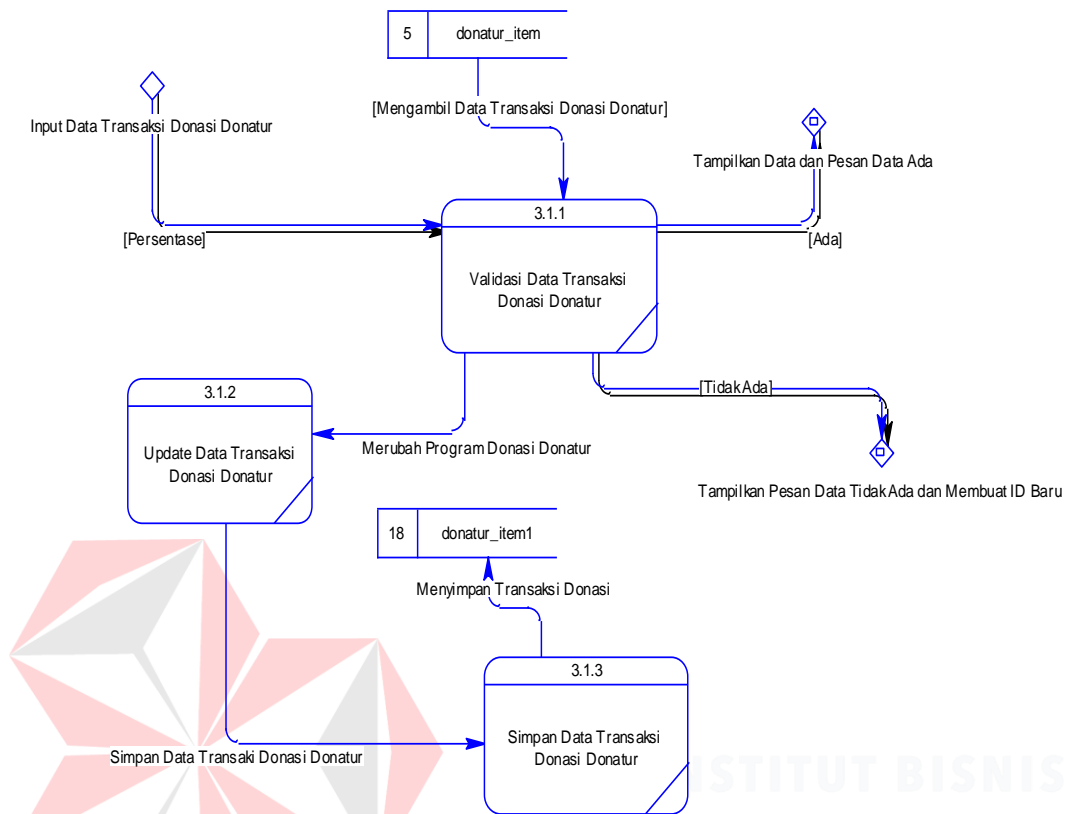 5 donatur_item
[Mengambil Data Transaksi Donasi Donatur]
Input Data Transaksi Donasi Donatur
Tampilkan Data dan Pesan Data Ada
[Persentase]
[Ada]
3.1.1
Validasi Data Transaksi
Donasi Donatur
[Tidak Ada]
3.1.2
Update Data Transaksi
Donasi Donatur
Merubah Program Donasi Donatur
Tampilkan Pesan Data Tidak Ada dan Membuat ID Baru
18 donatur_item1
Menyimpan Transaksi Donasi
3.1.3
Simpan Data Transaksi
Donasi Donatur
Simpan Data Transaki Donasi Donatur
NSTITUT BISNIS